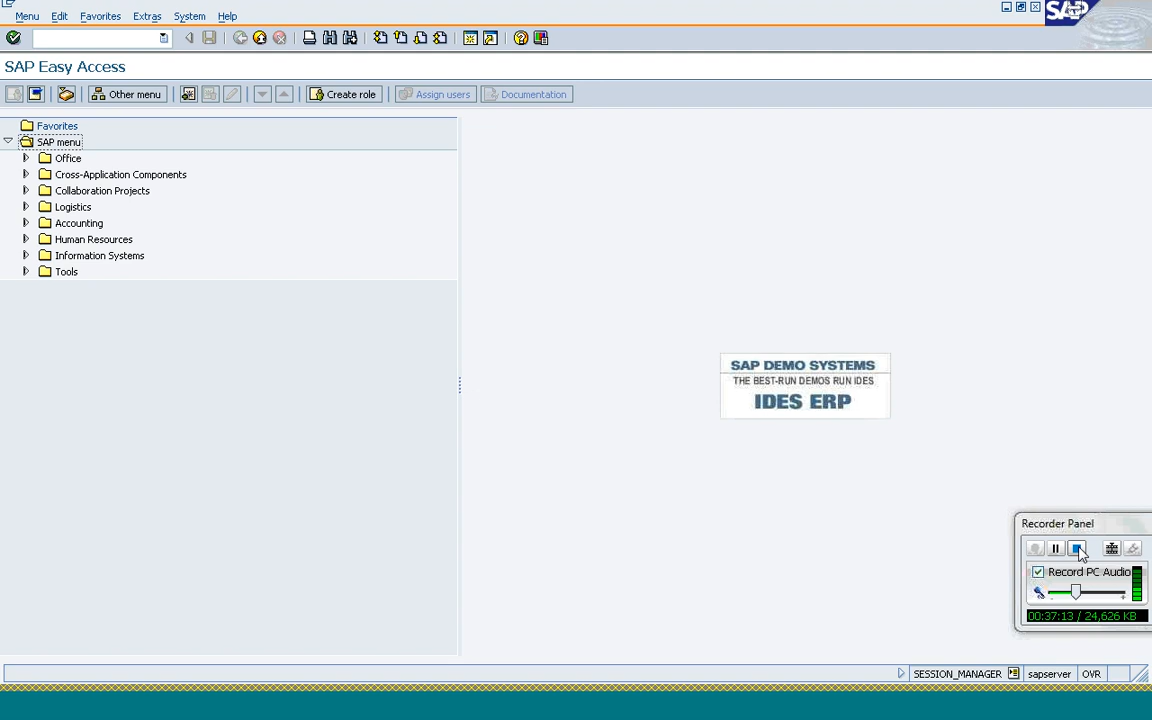 Menu Edit Favorites Extras System Help
SAP
SAP Easy Access
Other menu Create role Assign users Documentation
Favorites
SAP menu
Office
Cross-Application Components
Collaboration Projects
Logistics
Accounting
Human Resources
Information Systems
Tools
SAP DEMO SYSTEMS
THE BEST-RUN DEMOS RUN IDES
IDES ERP
Recorder Panel
Record PC Audio
00:37:13 / 24,626 KB
SESSION_MANAGER sapserver OVR